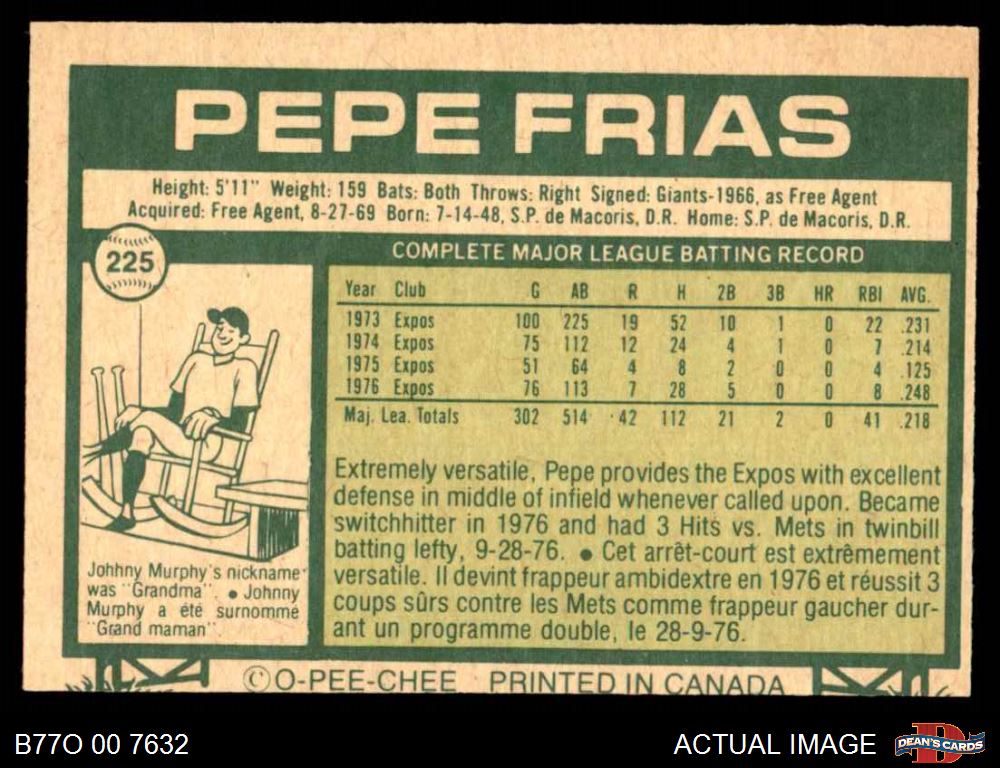 PEPE FRIAS
Height: 5'11" Weight: 159 Bats: Both Throws: Right Signed: Giants-1966, as Free Agent
Acquired: Free Agent, 8-27-69 Born: 7-14-48, S.P. de Macoris, D.R. Home: S.P. de Macoris, D.R.
225
COMPLETE MAJOR LEAGUE BATTING RECORD
Year Club G AB R H 2B 3B HR RBI AVG.
1973 Expos 100 225 19 52 10 1 0 22 .231
1974 Expos 75 112 12 24 4 1 0 7 .214
1975 Expos 51 64 4 8 2 0 0 4 .125
1976 Expos 76 113 7 28 5 0 0 8 .248
Maj. Lea. Totals 302 514 42 112 21 2 0 41 .218
Extremely versatile, Pepe provides the Expos with excellent
defense in middle of infield whenever called upon. Became
switchhitter in 1976 and had 3 Hits vs. Mets in twinbill
batting lefty, 9-28-76. ● Cet arrêt-court est extrêmement
versatile. Il devint frappeur ambidextre en 1976 et réussit 3
coups sûrs contre les Mets comme frappeur gaucher dur-
ant un programme double, le 28-9-76.
Johhny Murphy's nickname
was "Grandma". ● Johnny
Murphy a été surnommé
"Grand maman".
© O-PEE-CHEE PRINTED IN CANADA
B77O 00 7632
ACTUAL IMAGE
DEAN'S CARDS